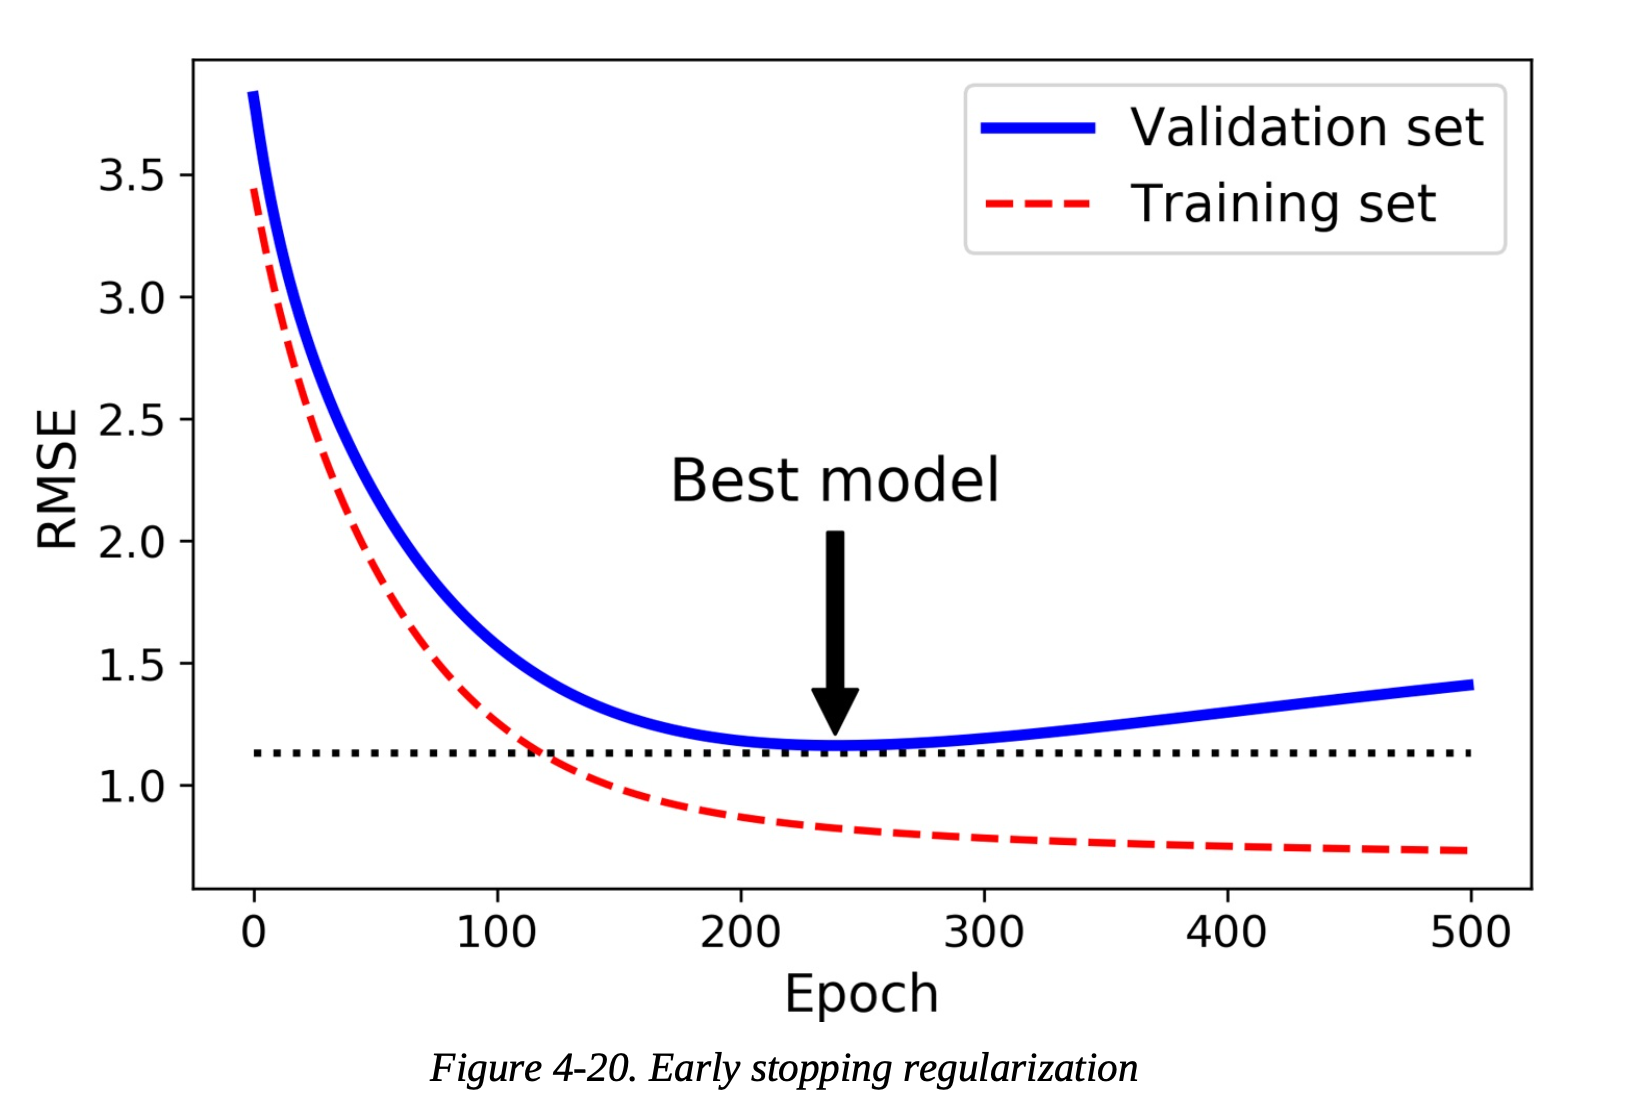 Validation set
Training set
3.5
3.0
2.5
2.0
1.5
1.0
RMSE
Best model
0 100 200 300 400 500
Epoch
Figure 4-20. Early stopping regularization